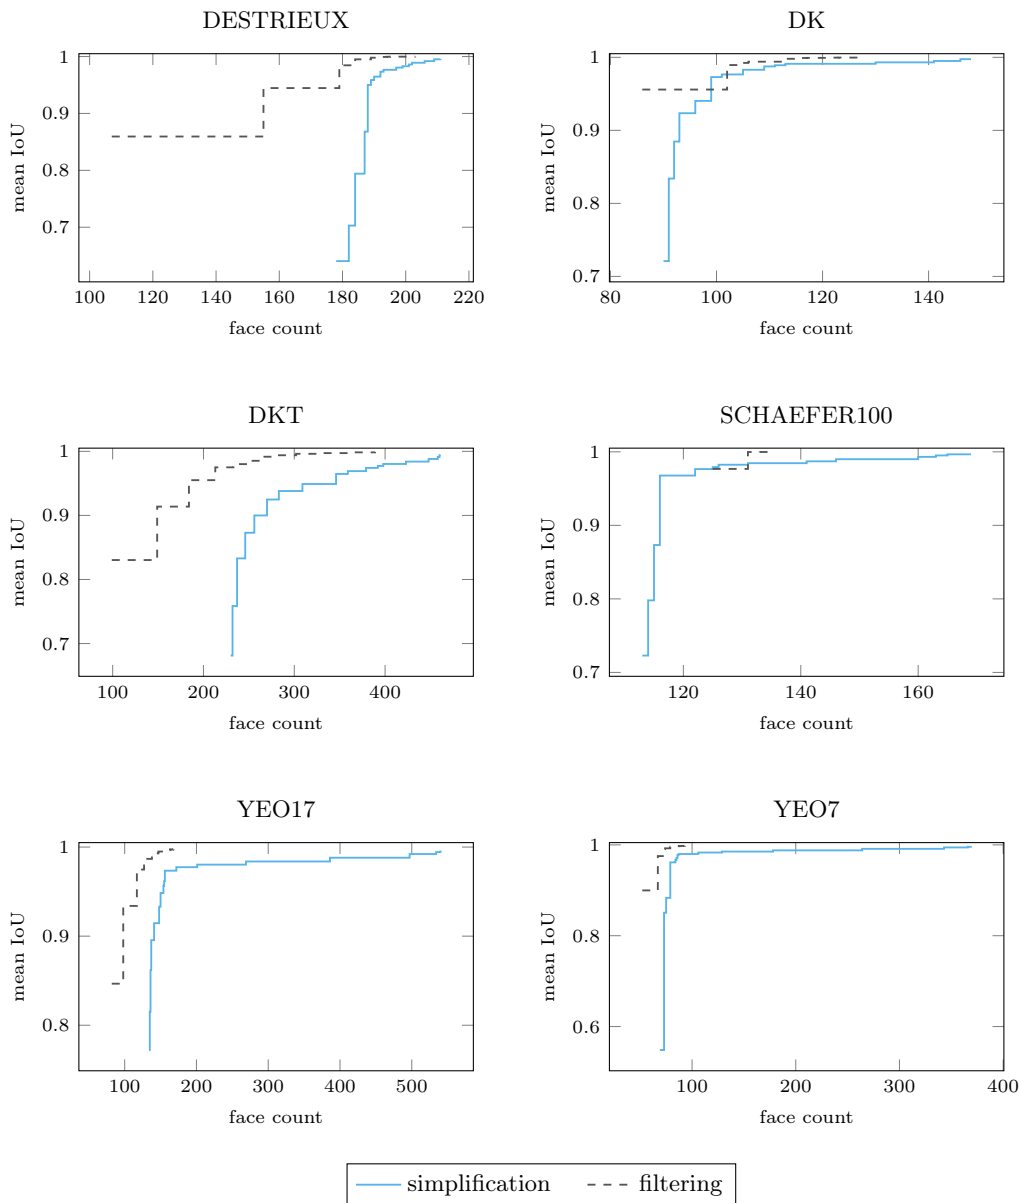 DESTRIEUX
1
0.9
0.8
0.7
mean IoU
100 120 140 160 180 200 220
face count
DK
1
0.9
0.8
0.7
mean IoU
80 100 120 140
face count
DKT
1
0.9
0.8
0.7
mean IoU
100 200 300 400
face count
SCHAEFER100
1
0.9
0.8
0.7
mean IoU
120 140 160
face count
YEO17
1
0.9
0.8
mean IoU
100 200 300 400 500
face count
YEO7
1
0.8
0.6
mean IoU
100 200 300 400
face count
simplification filtering